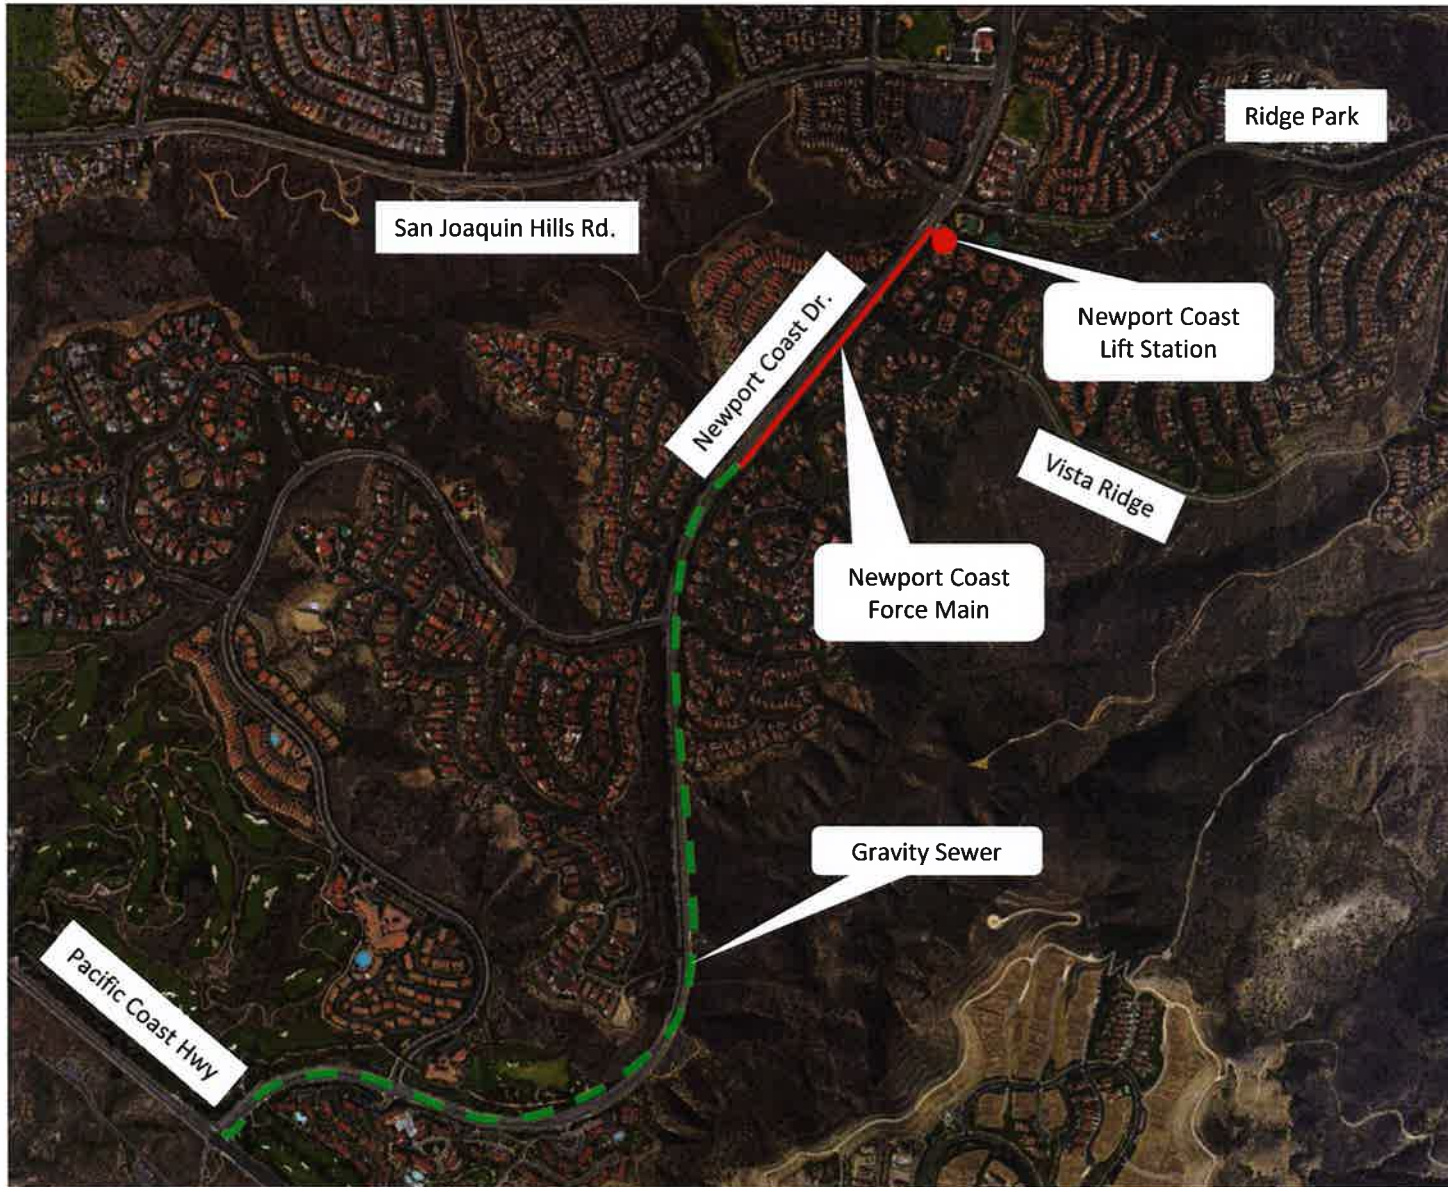 Ridge Park
San Joaquin Hills Rd.
Newport Coast Dr.
Newport Coast
Lift Station
Vista Ridge
Newport Coast
Force Main
Gravity Sewer
Pacific Coast Hwy